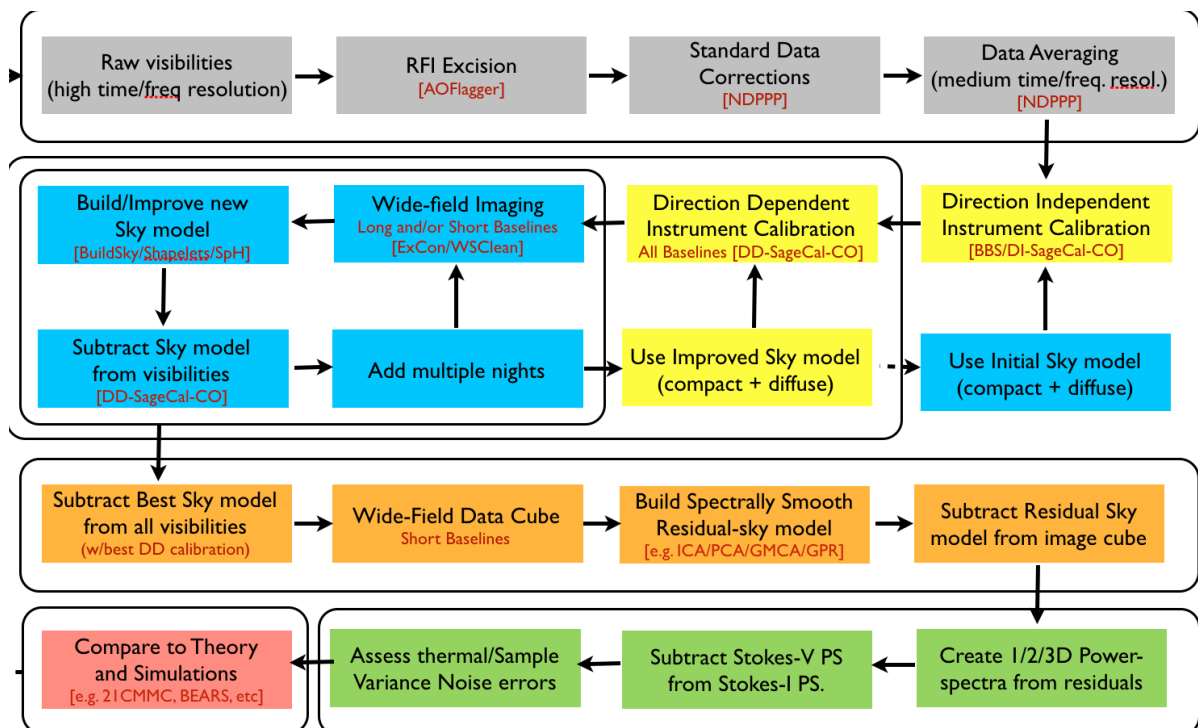 Raw visibilities
(high time/freq resolution)
RFI Excision
[AOFlagger]
Standard Data
Corrections
[NDPPP]
Data Averaging
(medium time/freq. resol.)
[NDPPP]
Build/Improve new
Sky model
[BuildSky/Shapelets/SpH]
Wide-field Imaging
Long and/or Short Baselines
[ExCon/WSClean]
Direction Dependent
Instrument Calibration
All Baselines [DD-SageCal-CO]
Direction Independent
Instrument Calibration
[BBS/DI-SageCal-CO]
Subtract Sky model
from visibilities
[DD-SageCal-CO]
Add multiple nights
Use Improved Sky model
(compact + diffuse)
Use Initial Sky model
(compact + diffuse)
Subtract Best Sky model
from all visibilities
(w/best DD calibration)
Wide-Field Data Cube
Short Baselines
Build Spectrally Smooth
Residual-sky model
[e.g. ICA/PCA/GMCA/GPR]
Subtract Residual Sky
model from image cube
Compare to Theory
and Simulations
[e.g. 21CMMC, BEARS, etc]
Assess thermal/Sample
Variance Noise errors
Subtract Stokes-V PS
from Stokes-I PS.
Create 1/2/3D Power-
spectra from residuals